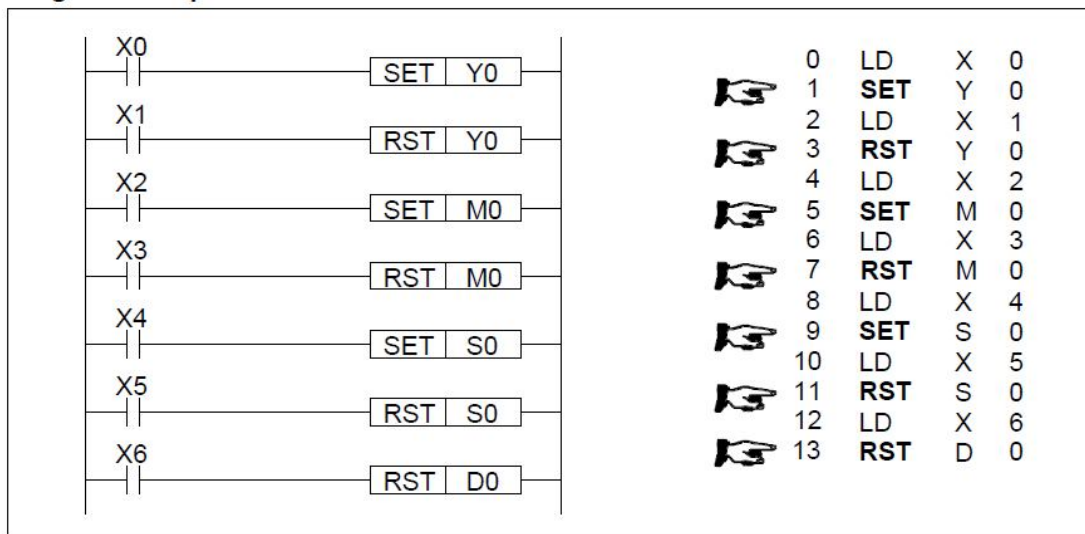 X0
SET Y0
X1
RST Y0
X2
SET M0
X3
RST M0
X4
SET S0
X5
RST S0
X6
RST D0
0 LD X 0
1 SET Y 0
2 LD X 1
3 RST Y 0
4 LD X 2
5 SET M 0
6 LD X 3
7 RST M 0
8 LD X 4
9 SET S 0
10 LD X 5
11 RST S 0
12 LD X 6
13 RST D 0